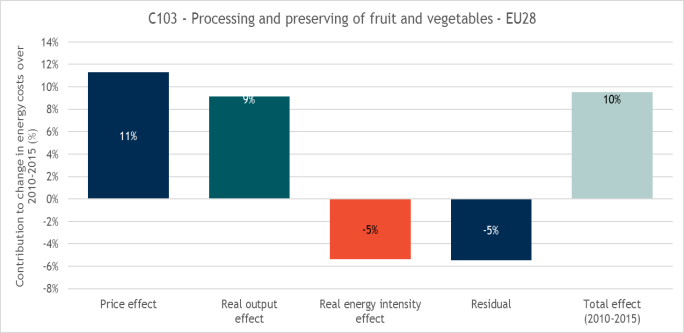 C103 - Processing and preserving of fruit and vegetables - EU28
Contribution to change in energy costs over
2010-2015 (%)
14%
12%
10%
8%
6%
4%
2%
0%
-2%
-4%
-6%
-8%
11%
9%
-5%
-5%
10%
Price effect
Real output
effect
Real energy intensity
effect
Residual
Total effect
(2010-2015)